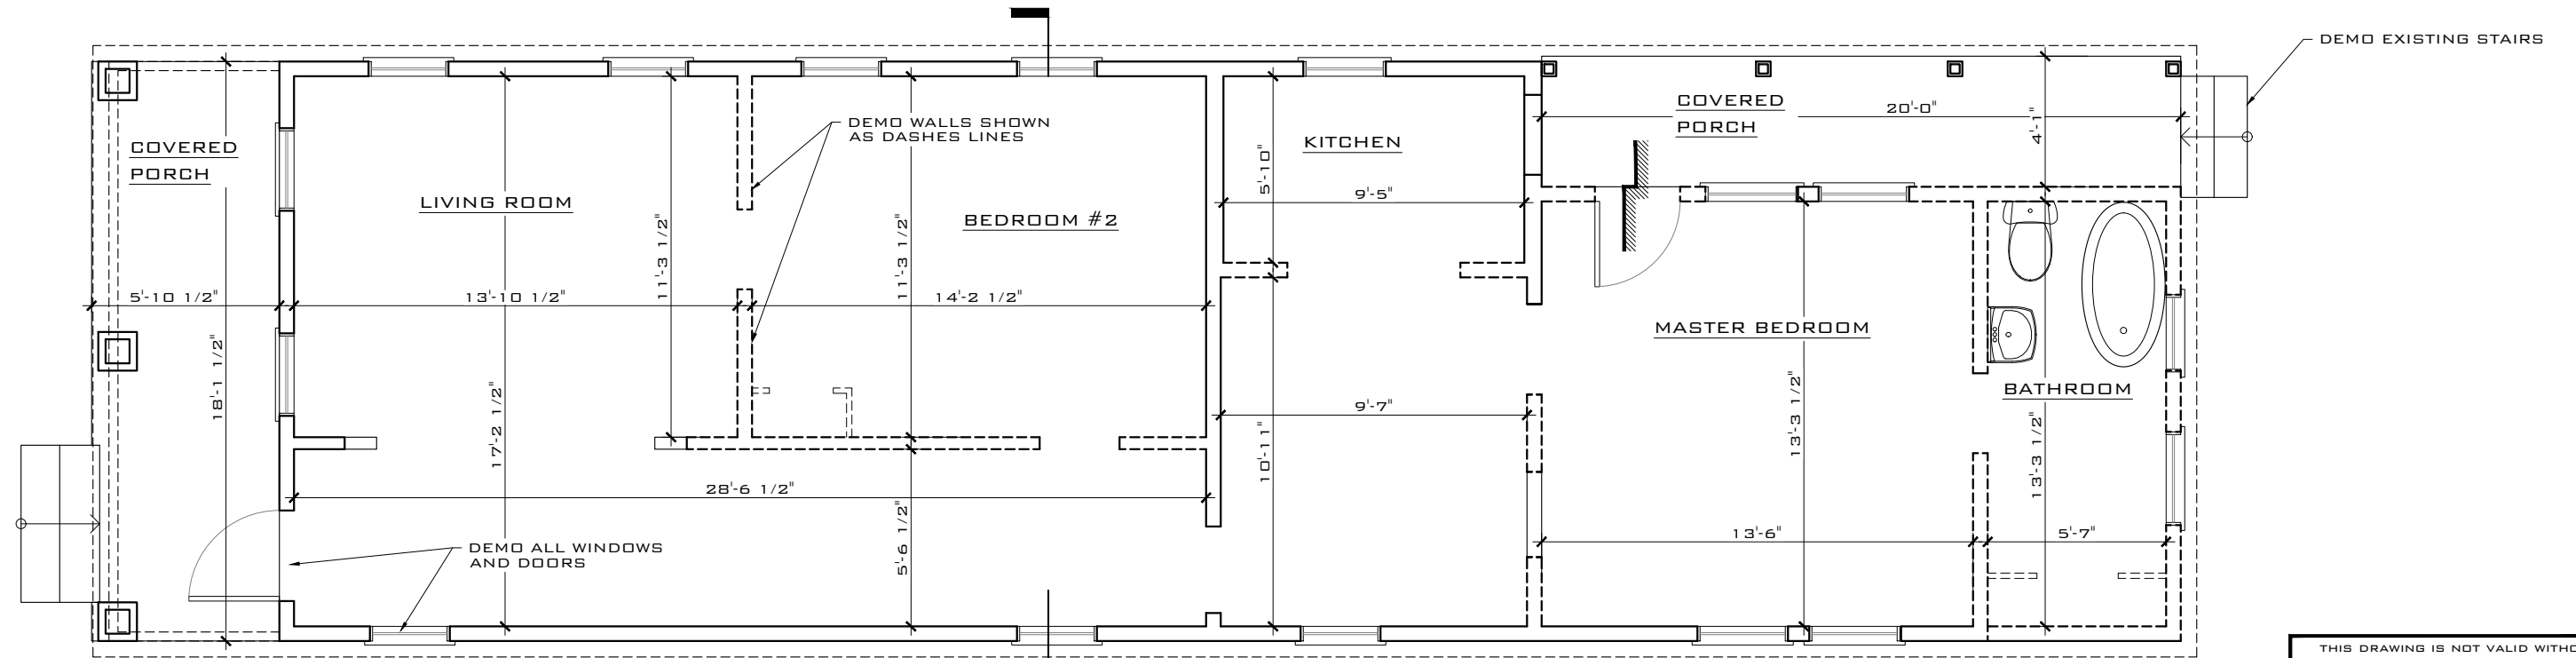 DEMO EXISTING STAIRS
COVERED
PORCH
20'-0"
4'-1"
DEMO WALLS SHOWN
AS DASHES LINES
KITCHEN
5'-10"
9'-5"
COVERED
PORCH
LIVING ROOM
BEDROOM #2
11'-3 1/2"
11'-3 1/2"
5'-10 1/2"
13'-10 1/2"
14'-2 1/2"
MASTER BEDROOM
18'-1 1/2"
17'-2 1/2"
BATHROOM
9'-7"
10'-11"
13'-3 1/2"
13'-3 1/2"
28'-6 1/2"
5'-6 1/2"
13'-6"
5'-7"
DEMO ALL WINDOWS
AND DOORS
THIS DRAWING IS NOT VALID